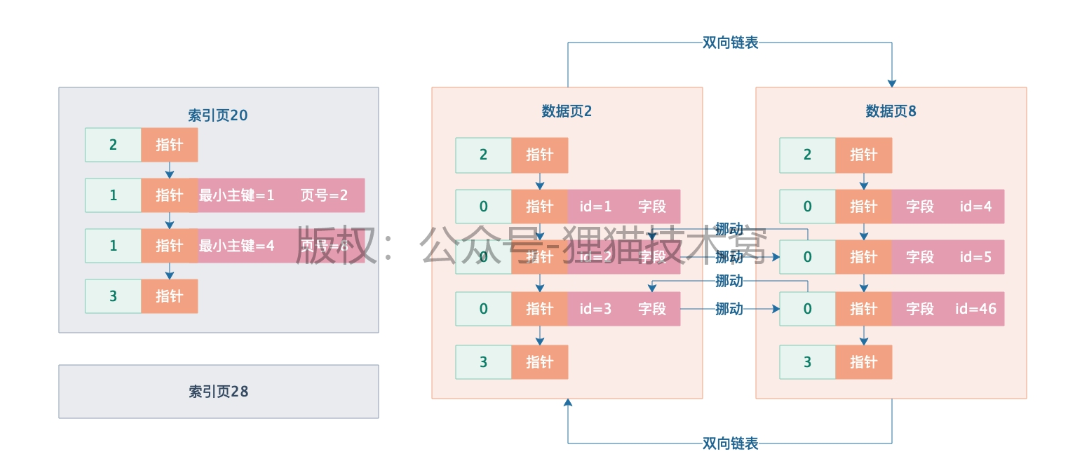 双向链表
索引页20
2 指针
1 指针 最小主键=1 页号=2
1 指针 最小主键=4 页号=8
3 指针
索引页28
数据页2
2 指针
0 指针 id=1 字段
0 指针 id=2 字段
0 指针 id=3 字段
3 指针
挪动
挪动
挪动
挪动
数据页8
2 指针
0 指针 字段 id=4
0 指针 字段 id=5
0 指针 字段 id=46
3 指针
双向链表
版权：公众号-狸猫技术窝